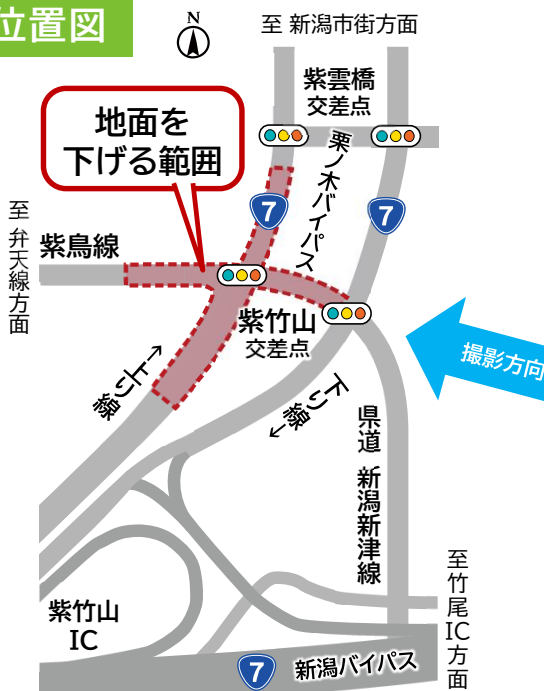 位置図
N
至 新潟市街方面
紫雲橋
交差点
地面を
下げる範囲
栗ノ木バイパス
7
7
至 弁天線方面
紫鳥線
紫竹山
交差点
撮影方向
↑上り線
下り線↓
県道 新潟新津線
至竹尾IC方面
紫竹山
IC
7
新潟バイパス